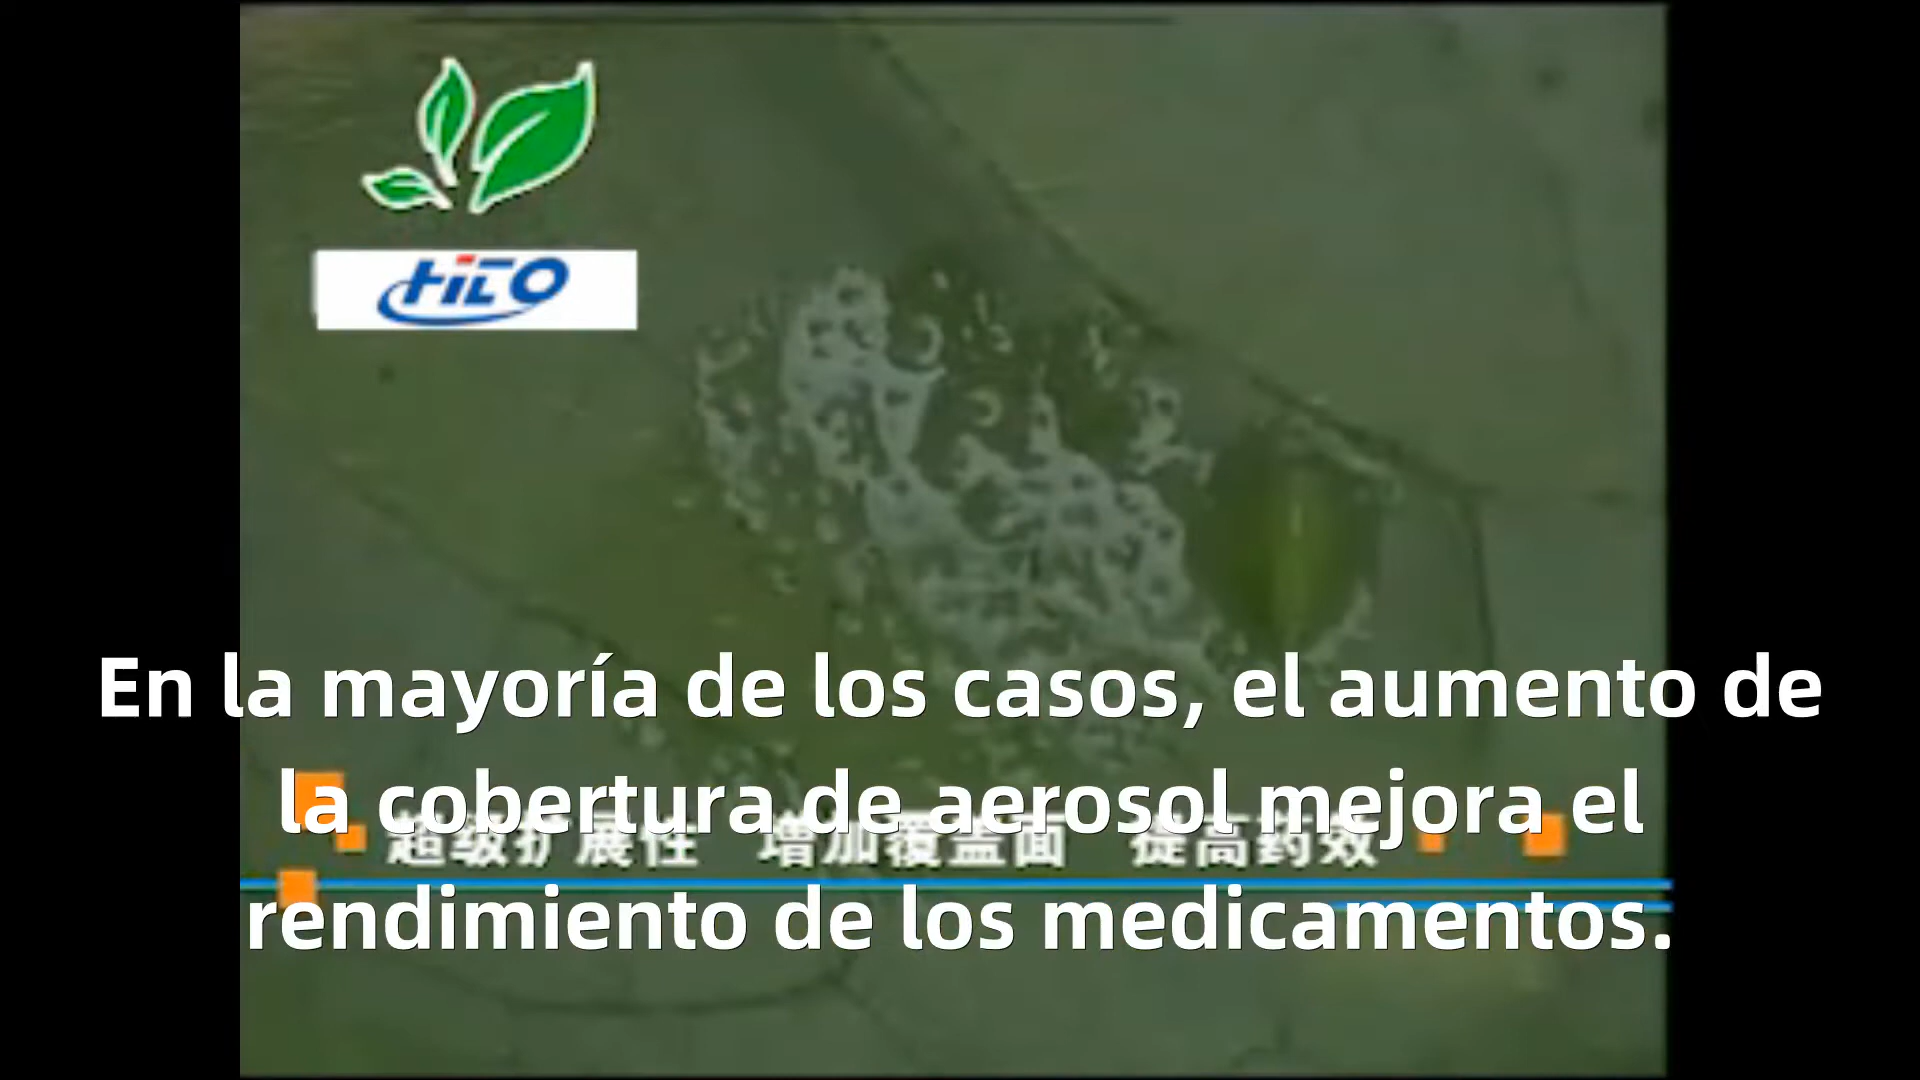 HiTO
En la mayoría de los casos, el aumento de
la cobertura de aerosol mejora el
超级扩展性 增加覆盖面 提高药效
rendimiento de los medicamentos.